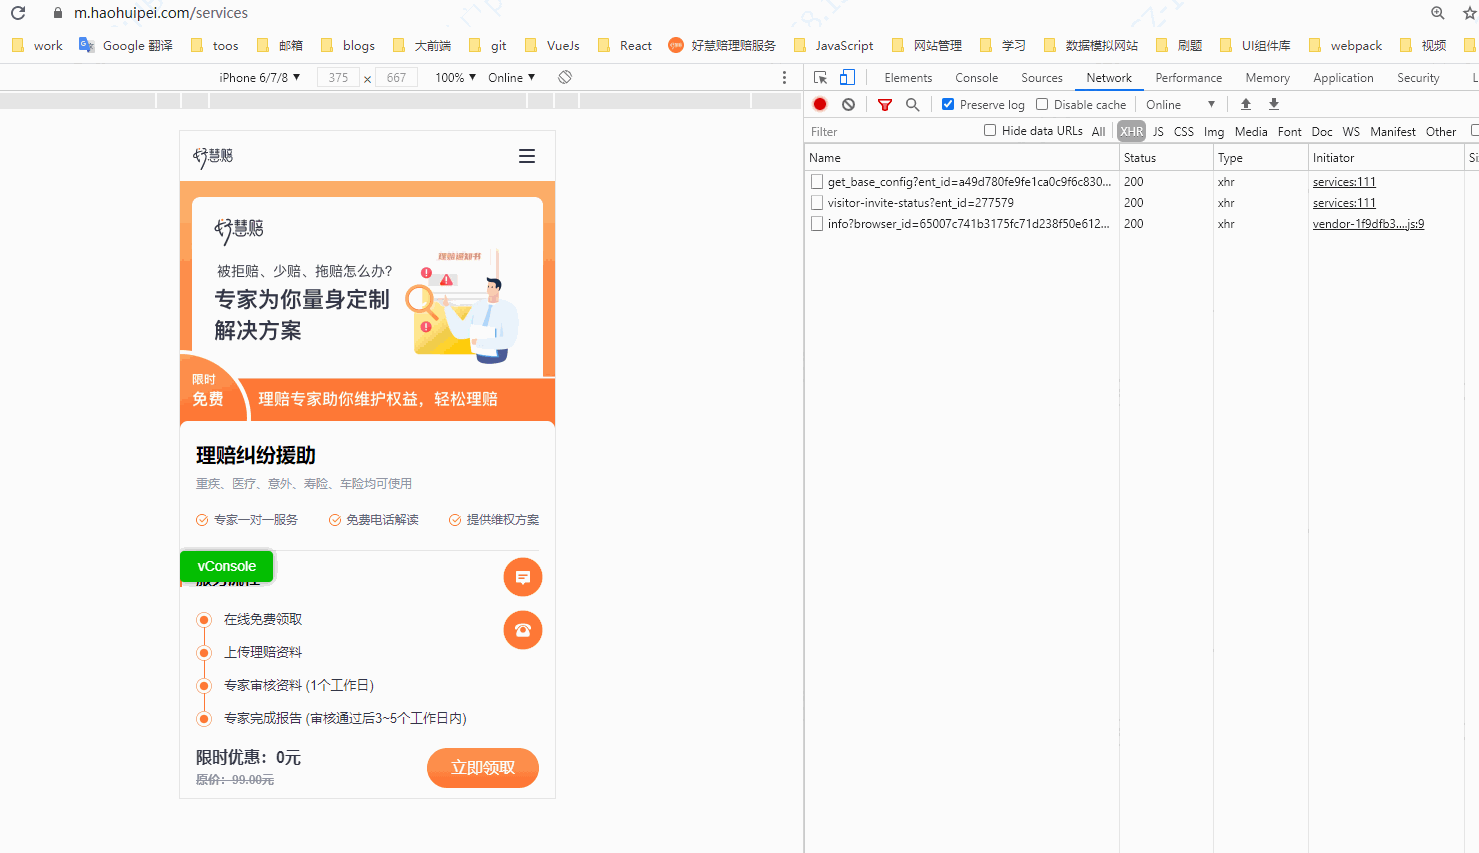 m.haohuipei.com/services
work
Google 翻译
toos
邮箱
blogs
大前端
git
VueJs
React
好慧赔理赔服务
JavaScript
网站管理
学习
数据模拟网站
刷题
UI组件库
webpack
视频
iPhone 6/7/8 ▼
375 × 667
100% ▼
Online ▼
Elements
Console
Sources
Network
Performance
Memory
Application
Security
Preserve log
Disable cache
Online ▼
Filter
Hide data URLs
All
XHR
JS
CSS
Img
Media
Font
Doc
WS
Manifest
Other
Name
Status
Type
Initiator
get_base_config?ent_id=a49d780fe9fe1ca0c9f6c830...
200
xhr
services:111
visitor-invite-status?ent_id=277579
200
xhr
services:111
info?browser_id=65007c741b3175fc71d238f50e612...
200
xhr
vendor-1f9dfb3....js:9
好慧赔
好慧赔
被拒赔、少赔、拖赔怎么办?
专家为你量身定制
解决方案
理赔通知书
限时
免费
理赔专家助你维护权益，轻松理赔
理赔纠纷援助
重疾、医疗、意外、寿险、车险均可使用
专家一对一服务
免费电话解读
提供维权方案
vConsole
服务流程
在线免费领取
上传理赔资料
专家审核资料 (1个工作日)
专家完成报告 (审核通过后3~5个工作日内)
限时优惠：0元
原价：99.00元
立即领取